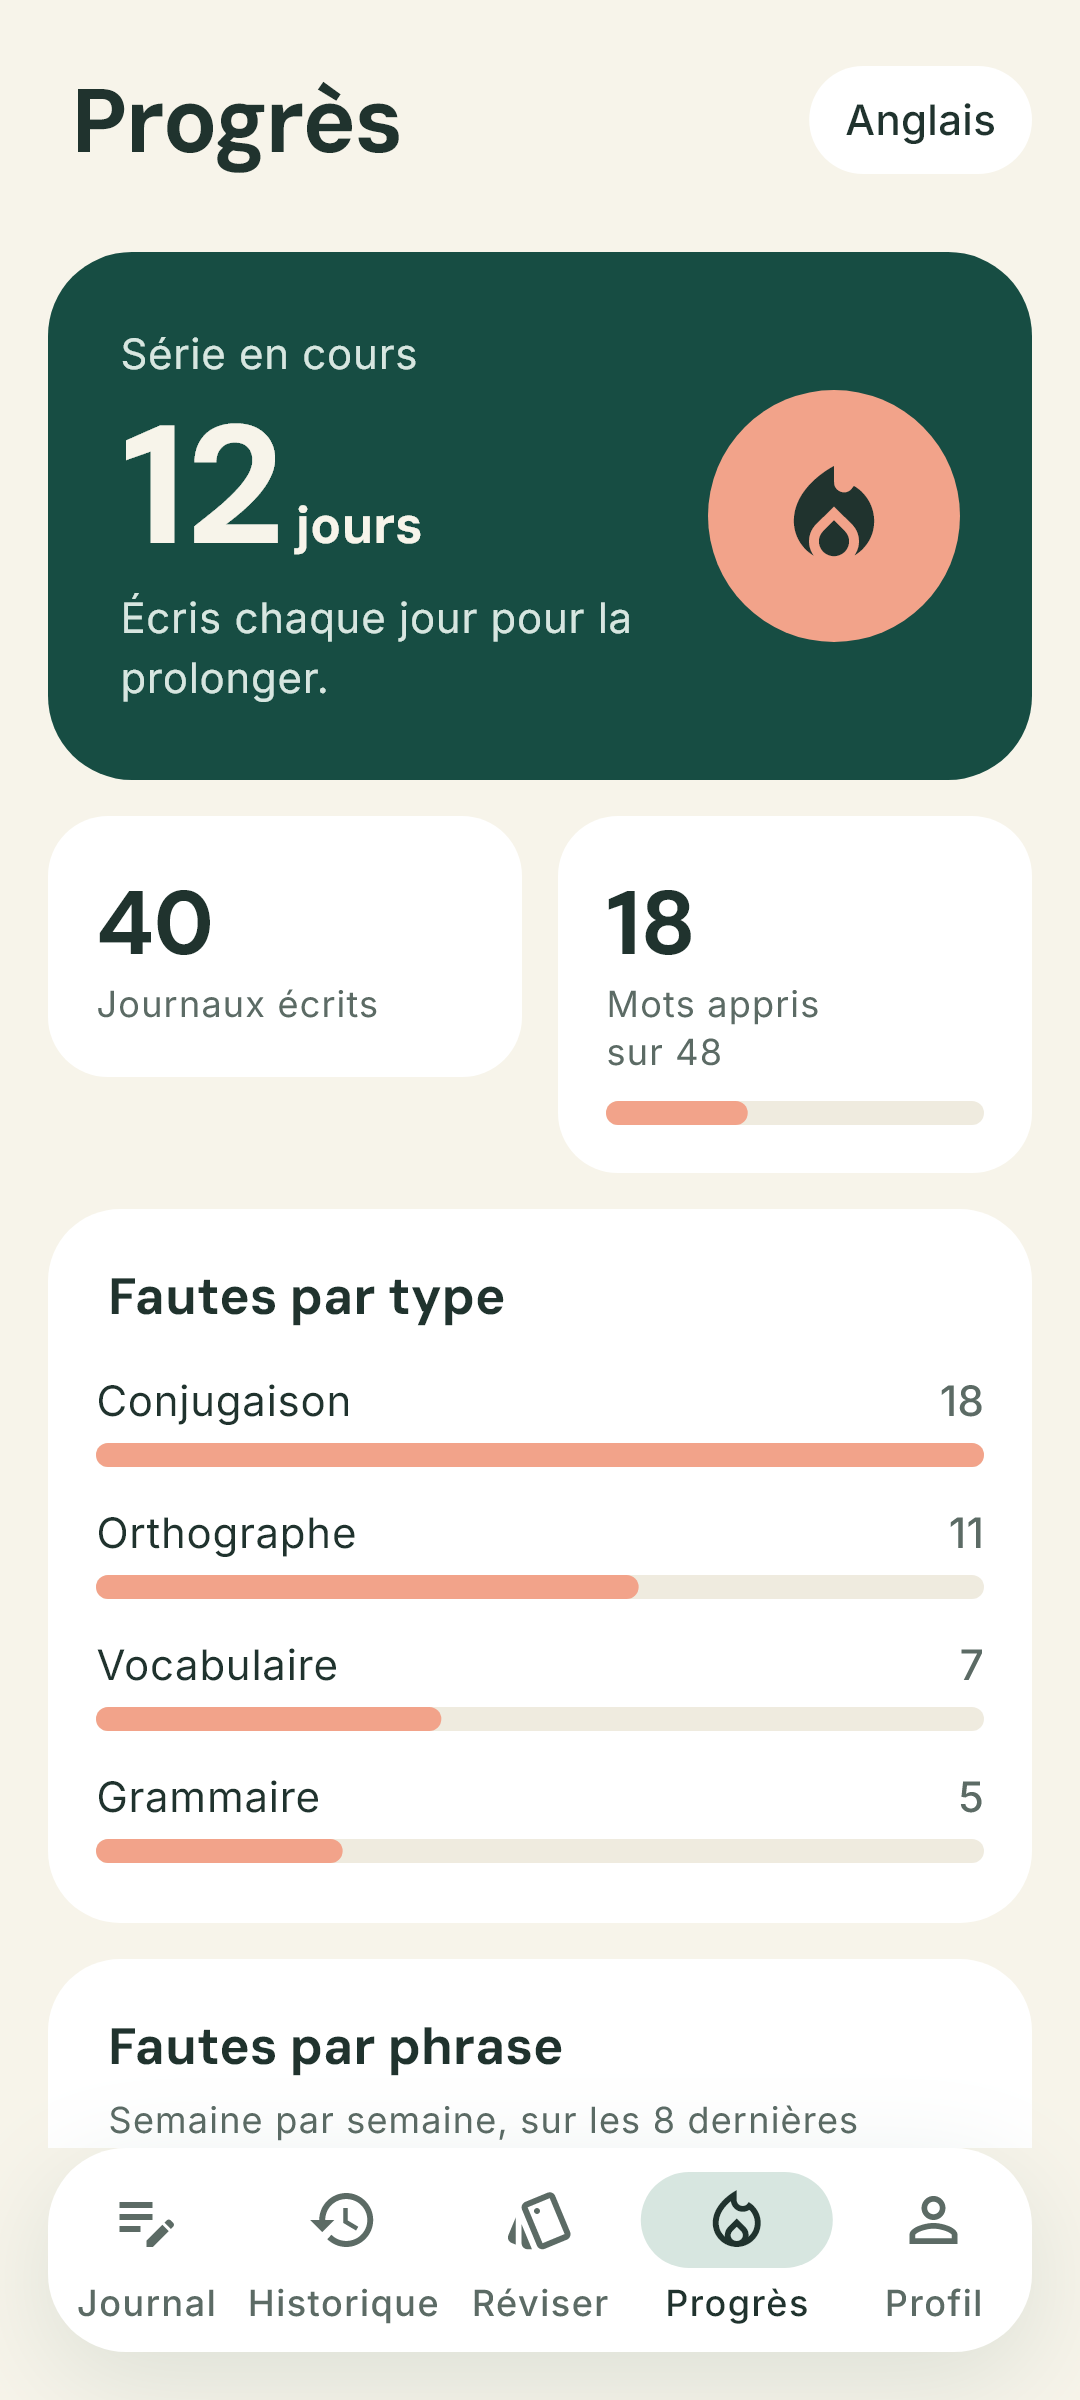 Progrès
Anglais
Série en cours
12 jours
Écris chaque jour pour la
prolonger.
40
Journaux écrits
18
Mots appris
sur 48
Fautes par type
Conjugaison 18
Orthographe 11
Vocabulaire 7
Grammaire 5
Fautes par phrase
Semaine par semaine, sur les 8 dernières
Journal Historique Réviser Progrès Profil